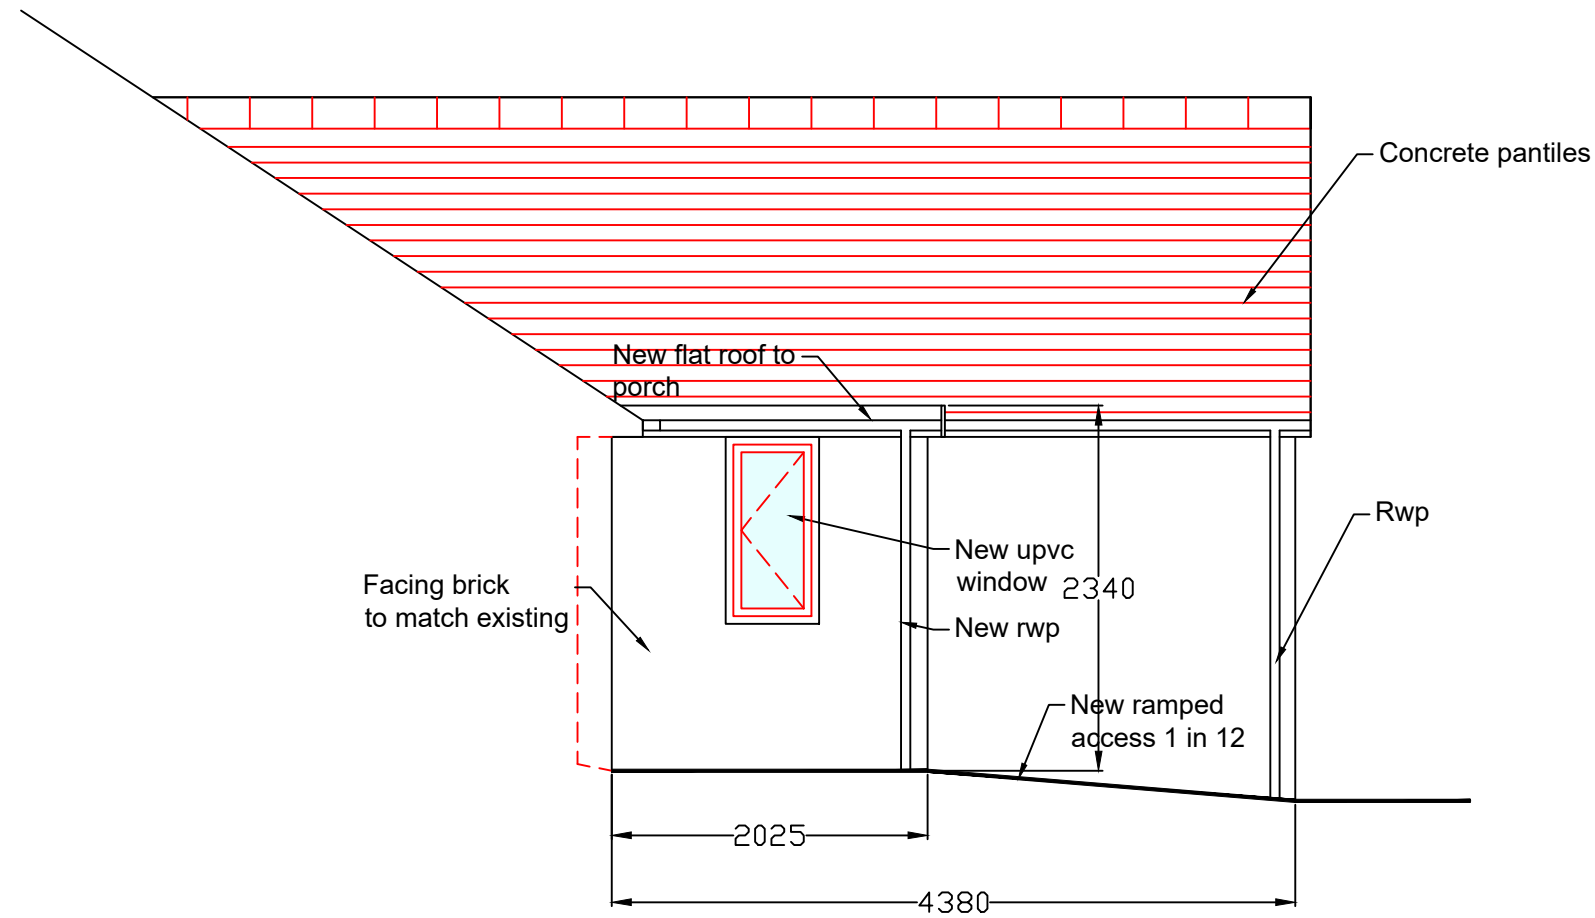 Concrete pantiles
New flat roof to
porch
Rwp
New upvc
window
2340
Facing brick
to match existing
New rwp
New ramped
access 1 in 12
2025
4380